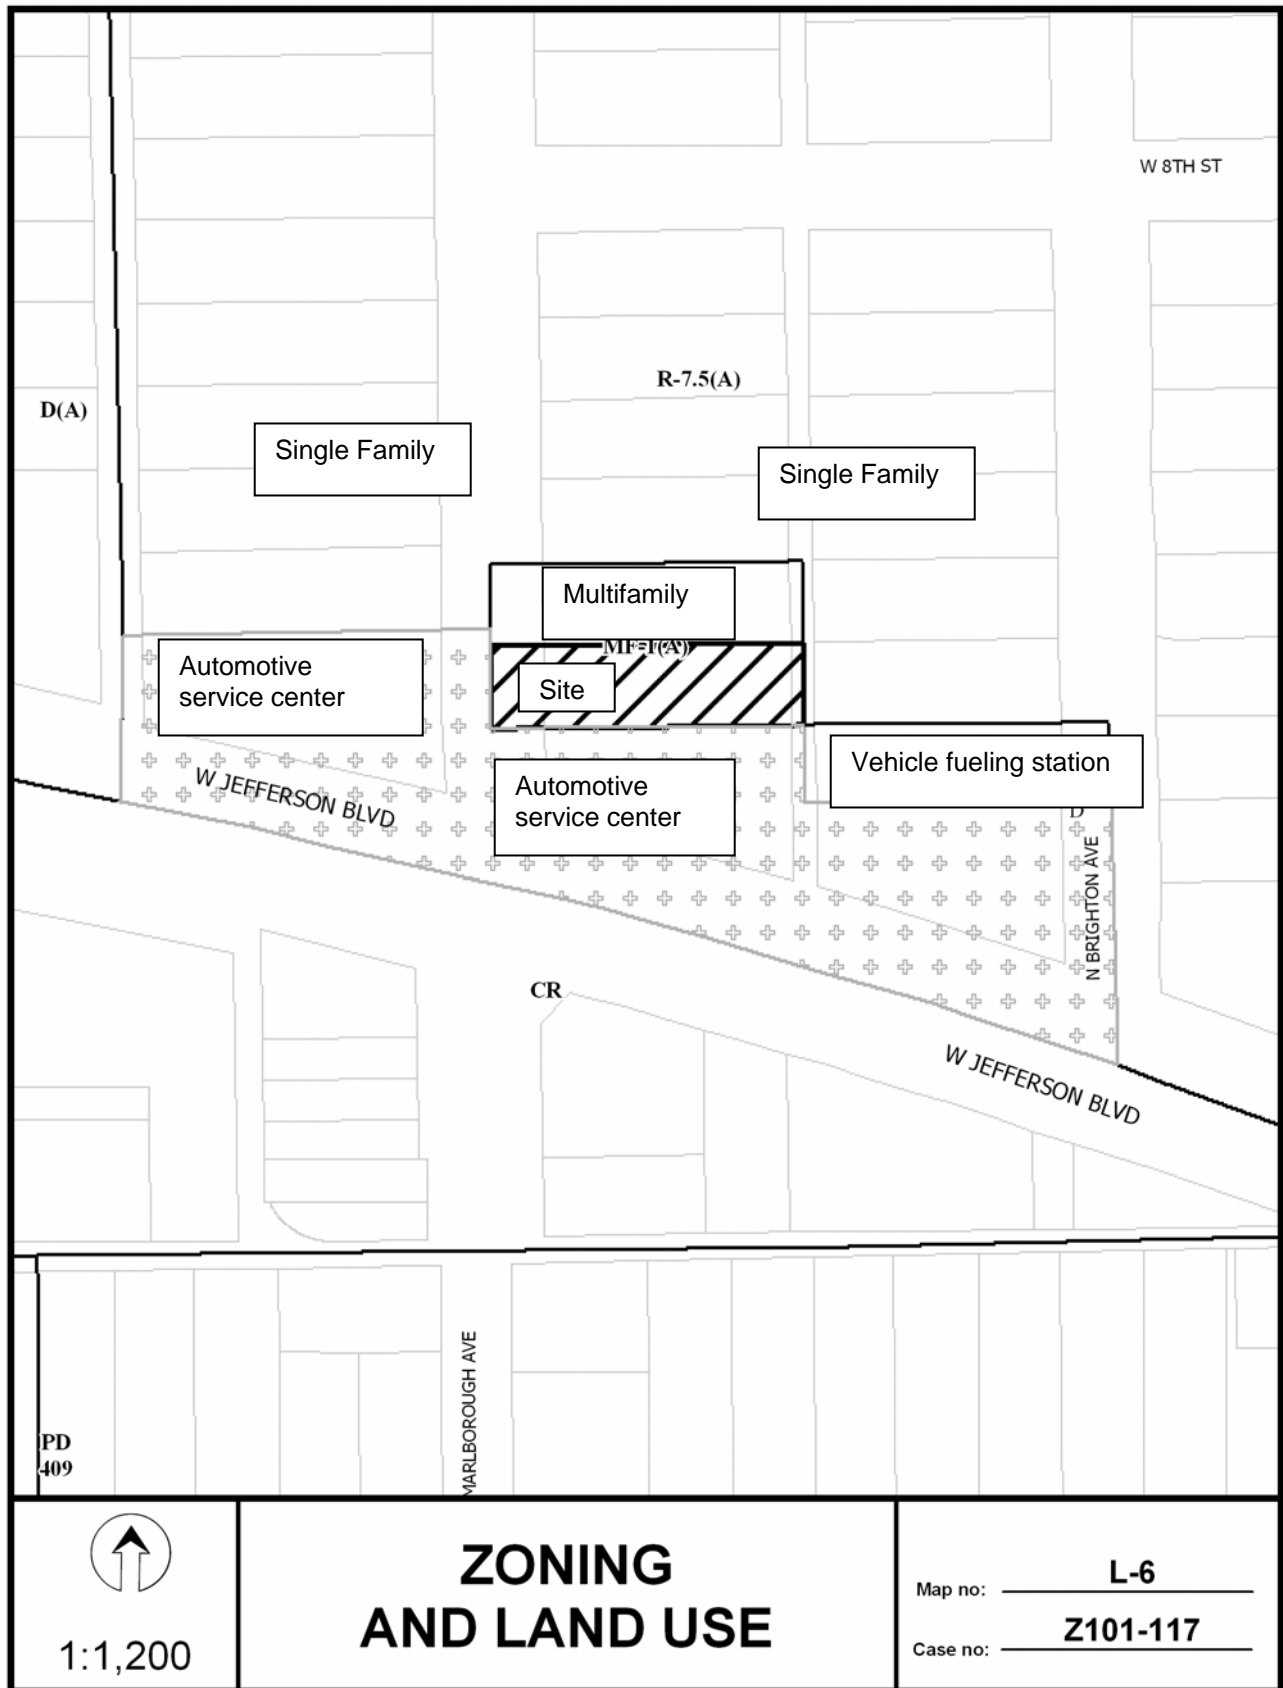 W 8TH ST
R-7.5(A)
D(A)
Single Family
Single Family
Multifamily
MF-1(A)
Automotive
service center
Site
W JEFFERSON BLVD
Automotive
service center
Vehicle fueling station
D
N BRIGHTON AVE
CR
W JEFFERSON BLVD
MARLBOROUGH AVE
PD
409
1:1,200
ZONING
AND LAND USE
Map no: L-6
Case no: Z101-117